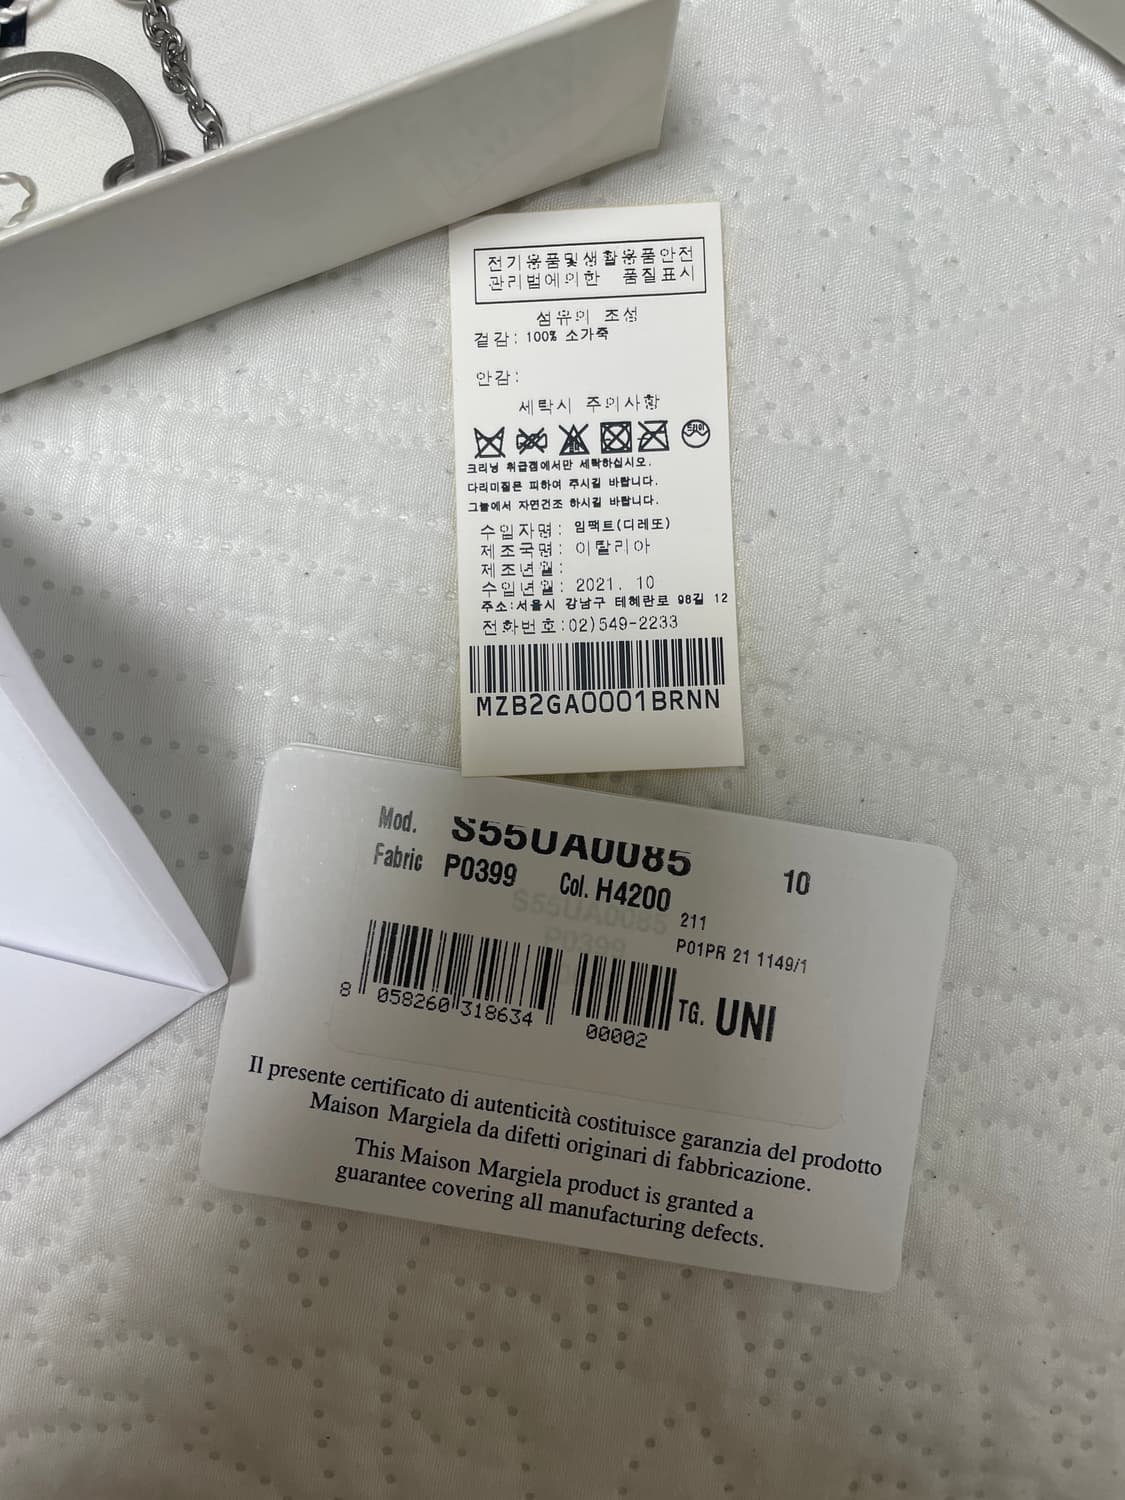 전기용품및생활용품안전
관리법에의한 품질표시
섬유의 조성
겉감: 100% 소가죽
안감:
세탁시 주의사항
드라이
크리닝 취급점에서만 세탁하십시오.
다리미질은 피하여 주시길 바랍니다.
그늘에서 자연건조 하시길 바랍니다.
수입자명: 임팩트(디레또)
제조국명: 이탈리아
제조년월:
수입년월: 2021. 10
주소:서울시 강남구 테헤란로 98길 12
전화번호:02)549-2233
MZB2GA0001BRNN
Mod. S55UA0085 10
Fabric P0399 Col. H4200
211
S55UA0085
P0399
P01PR 21 1149/1
8 058260 318634 00002 TG. UNI
Il presente certificato di autenticità costituisce garanzia del prodotto
Maison Margiela da difetti originari di fabbricazione.
This Maison Margiela product is granted a
guarantee covering all manufacturing defects.